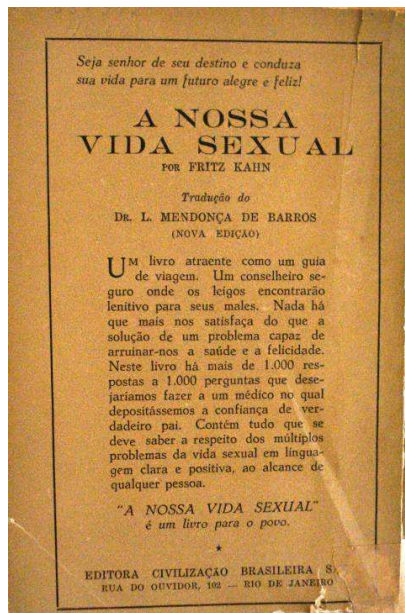 Seja senhor de seu destino e conduza
sua vida para um futuro alegre e feliz!
A NOSSA
VIDA SEXUAL
POR FRITZ KAHN
Tradução do
DR. L. MENDONÇA DE BARROS
(NOVA EDIÇÃO)
UM livro atraente como um guia
de viagem. Um conselheiro se-
guro onde os leigos encontrarão
lenitivo para seus males. Nada há
que mais nos satisfaça do que a
solução de um problema capaz de
arruinar-nos a saúde e a felicidade.
Neste livro há mais de 1.000 res-
postas a 1.000 perguntas que dese-
jaríamos fazer a um médico no qual
depositássemos a confiança de ver-
dadeiro pai. Contém tudo que se
deve saber a respeito dos múltiplos
problemas da vida sexual em lingua-
gem clara e positiva, ao alcance de
qualquer pessoa.
"A NOSSA VIDA SEXUAL"
é um livro para o povo.
EDITORA CIVILIZAÇÃO BRASILEIRA S/
RUA DO OUVIDOR, 102 — RIO DE JANEIRO